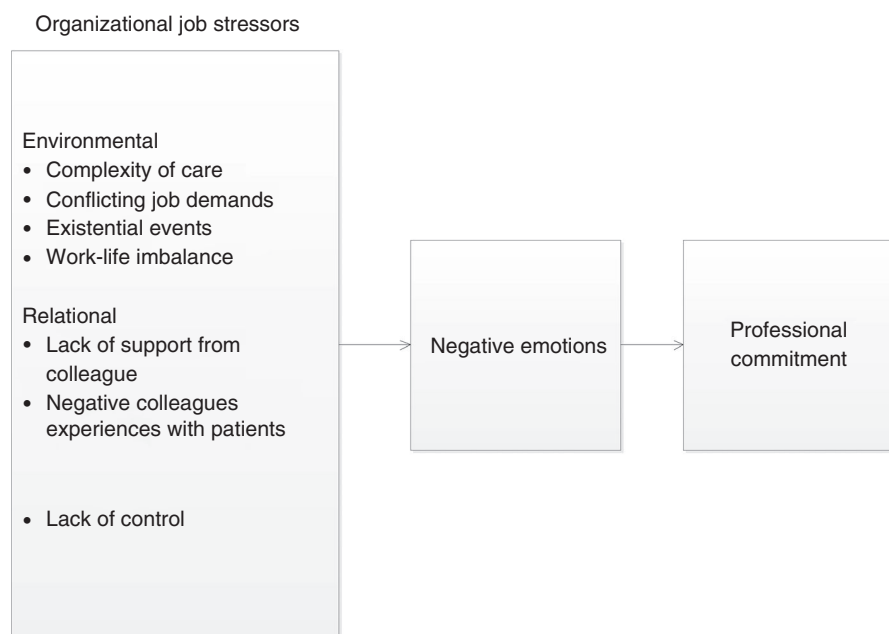 Organizational job stressors
Environmental
• Complexity of care
• Conflicting job demands
• Existential events
• Work-life imbalance
Relational
• Lack of support from
colleague
• Negative colleagues
experiences with patients
• Lack of control
Negative emotions
Professional
commitment